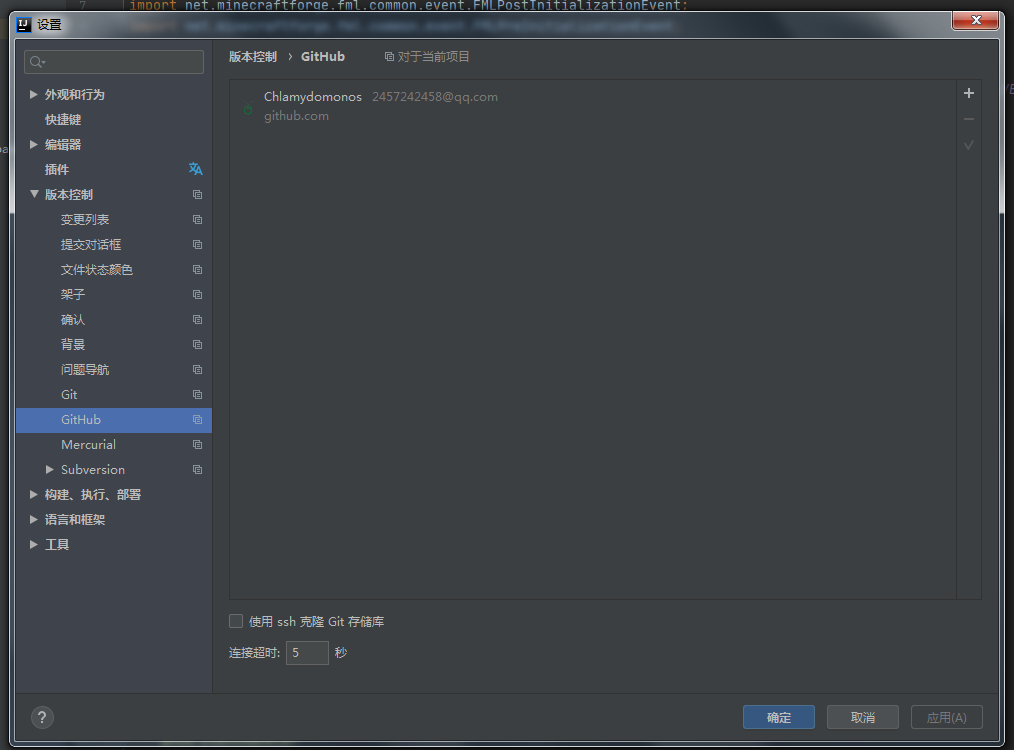 7 import net.minecraftforge.fml.common.event.FMLPostInitializationEvent;
设置
版本控制 › GitHub 对于当前项目
外观和行为
快捷键
编辑器
插件
版本控制
变更列表
提交对话框
文件状态颜色
架子
确认
背景
问题导航
Git
GitHub
Mercurial
Subversion
构建、执行、部署
语言和框架
工具
Chlamydomonos 2457242458@qq.com
github.com
使用 ssh 克隆 Git 存储库
连接超时: 5 秒
?
确定 取消 应用(A)